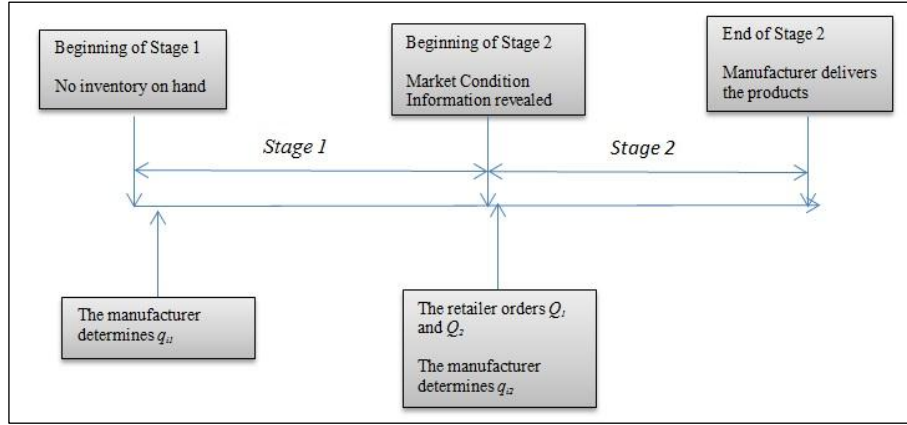 Beginning of Stage 1
No inventory on hand
Beginning of Stage 2
Market Condition
Information revealed
End of Stage 2
Manufacturer delivers
the products
Stage 1
Stage 2
The manufacturer
determines qi1
The retailer orders Q1
and Q2
The manufacturer
determines qi2